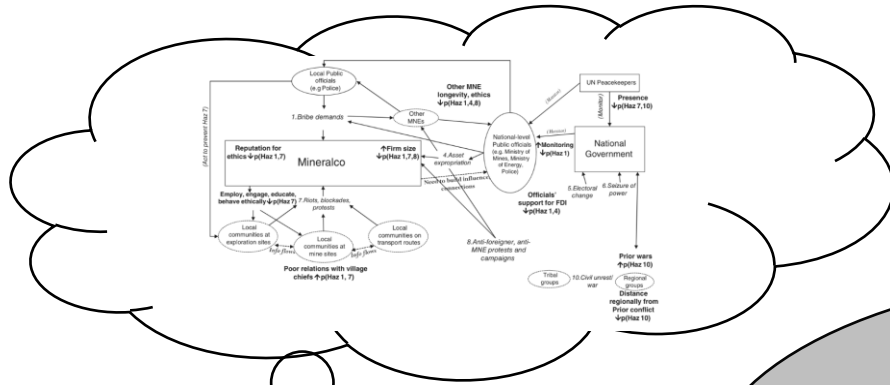 Local Public
officials
(e.g Police)
Other MNE
longevity, ethics
↓p(Haz 1,4,8)
UN Peakeepers
Presence
↓p(Haz 7,10)
(Monitor)
(Act to prevent Haz 7)
1.Bribe demands
Other
MNEs
National-level
Public officials
(e.g. Ministry of
Mines, Ministry
of Energy,
Police)
↑Monitoring
↓p(Haz 1)
National
Government
Reputation for
ethics ↓p(Haz 1,7)
↑Firm size
↓p(Haz 1,7,8)
Mineralco
4.Asset
expropriation
Need to build influence
connections
5.Electoral
change
6.Seizure of
power
Employ, engage, educate,
behave ethically ↓p(Haz 7)
7.Riots, blockades,
protests
Officials'
support for FDI
↓p(Haz 1,4)
Local
communities at
exploration sites
Info flows
Local
communities at
mine sites
Info flows
Local
communities on
transport routes
8.Anti-foreigner, anti-
MNE protests and
campaigns
Poor relations with village
chiefs ↑p(Haz 1, 7)
Prior wars
↑p(Haz 10)
Tribal
groups
10.Civil unrest/
war
Regional
groups
Distance
regionally from
Prior conflict
↓p(Haz 10)